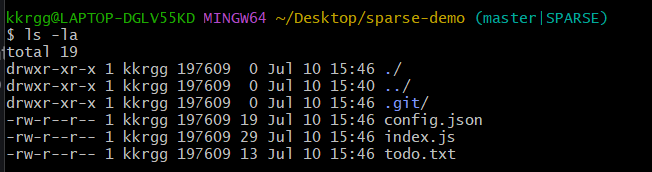 kkrgg@LAPTOP-DGLV55KD MINGW64 ~/Desktop/sparse-demo (master|SPARSE)
$ ls -la
total 19
drwxr-xr-x 1 kkrgg 197609  0 Jul 10 15:46 ./
drwxr-xr-x 1 kkrgg 197609  0 Jul 10 15:40 ../
drwxr-xr-x 1 kkrgg 197609  0 Jul 10 15:46 .git/
-rw-r--r-- 1 kkrgg 197609 19 Jul 10 15:46 config.json
-rw-r--r-- 1 kkrgg 197609 29 Jul 10 15:46 index.js
-rw-r--r-- 1 kkrgg 197609 13 Jul 10 15:46 todo.txt